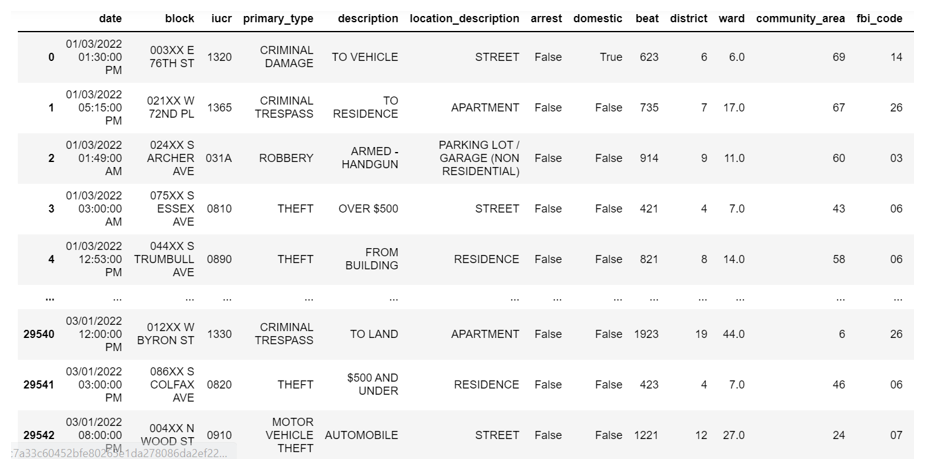 date block iucr primary_type description location_description arrest domestic beat district ward community_area fbi_code
0 01/03/2022 01:30:00 PM 003XX E 76TH ST 1320 CRIMINAL DAMAGE TO VEHICLE STREET False True 623 6 6.0 69 14
1 01/03/2022 05:15:00 PM 021XX W 72ND PL 1365 CRIMINAL TRESPASS TO RESIDENCE APARTMENT False False 735 7 17.0 67 26
2 01/03/2022 01:49:00 AM 024XX S ARCHER AVE 031A ROBBERY ARMED - HANDGUN PARKING LOT / GARAGE (NON RESIDENTIAL) False False 914 9 11.0 60 03
3 01/03/2022 03:00:00 AM 075XX S ESSEX AVE 0810 THEFT OVER $500 STREET False False 421 4 7.0 43 06
4 01/03/2022 12:53:00 PM 044XX S TRUMBULL AVE 0890 THEFT FROM BUILDING RESIDENCE False False 821 8 14.0 58 06
... ... ... ... ... ... ... ... ... ... ... ... ... ...
29540 03/01/2022 12:00:00 PM 012XX W BYRON ST 1330 CRIMINAL TRESPASS TO LAND APARTMENT False False 1923 19 44.0 6 26
29541 03/01/2022 03:00:00 PM 086XX S COLFAX AVE 0820 THEFT $500 AND UNDER RESIDENCE False False 423 4 7.0 46 06
29542 03/01/2022 08:00:00 PM 004XX N WOOD ST 0910 MOTOR VEHICLE THEFT AUTOMOBILE STREET False False 1221 12 27.0 24 07